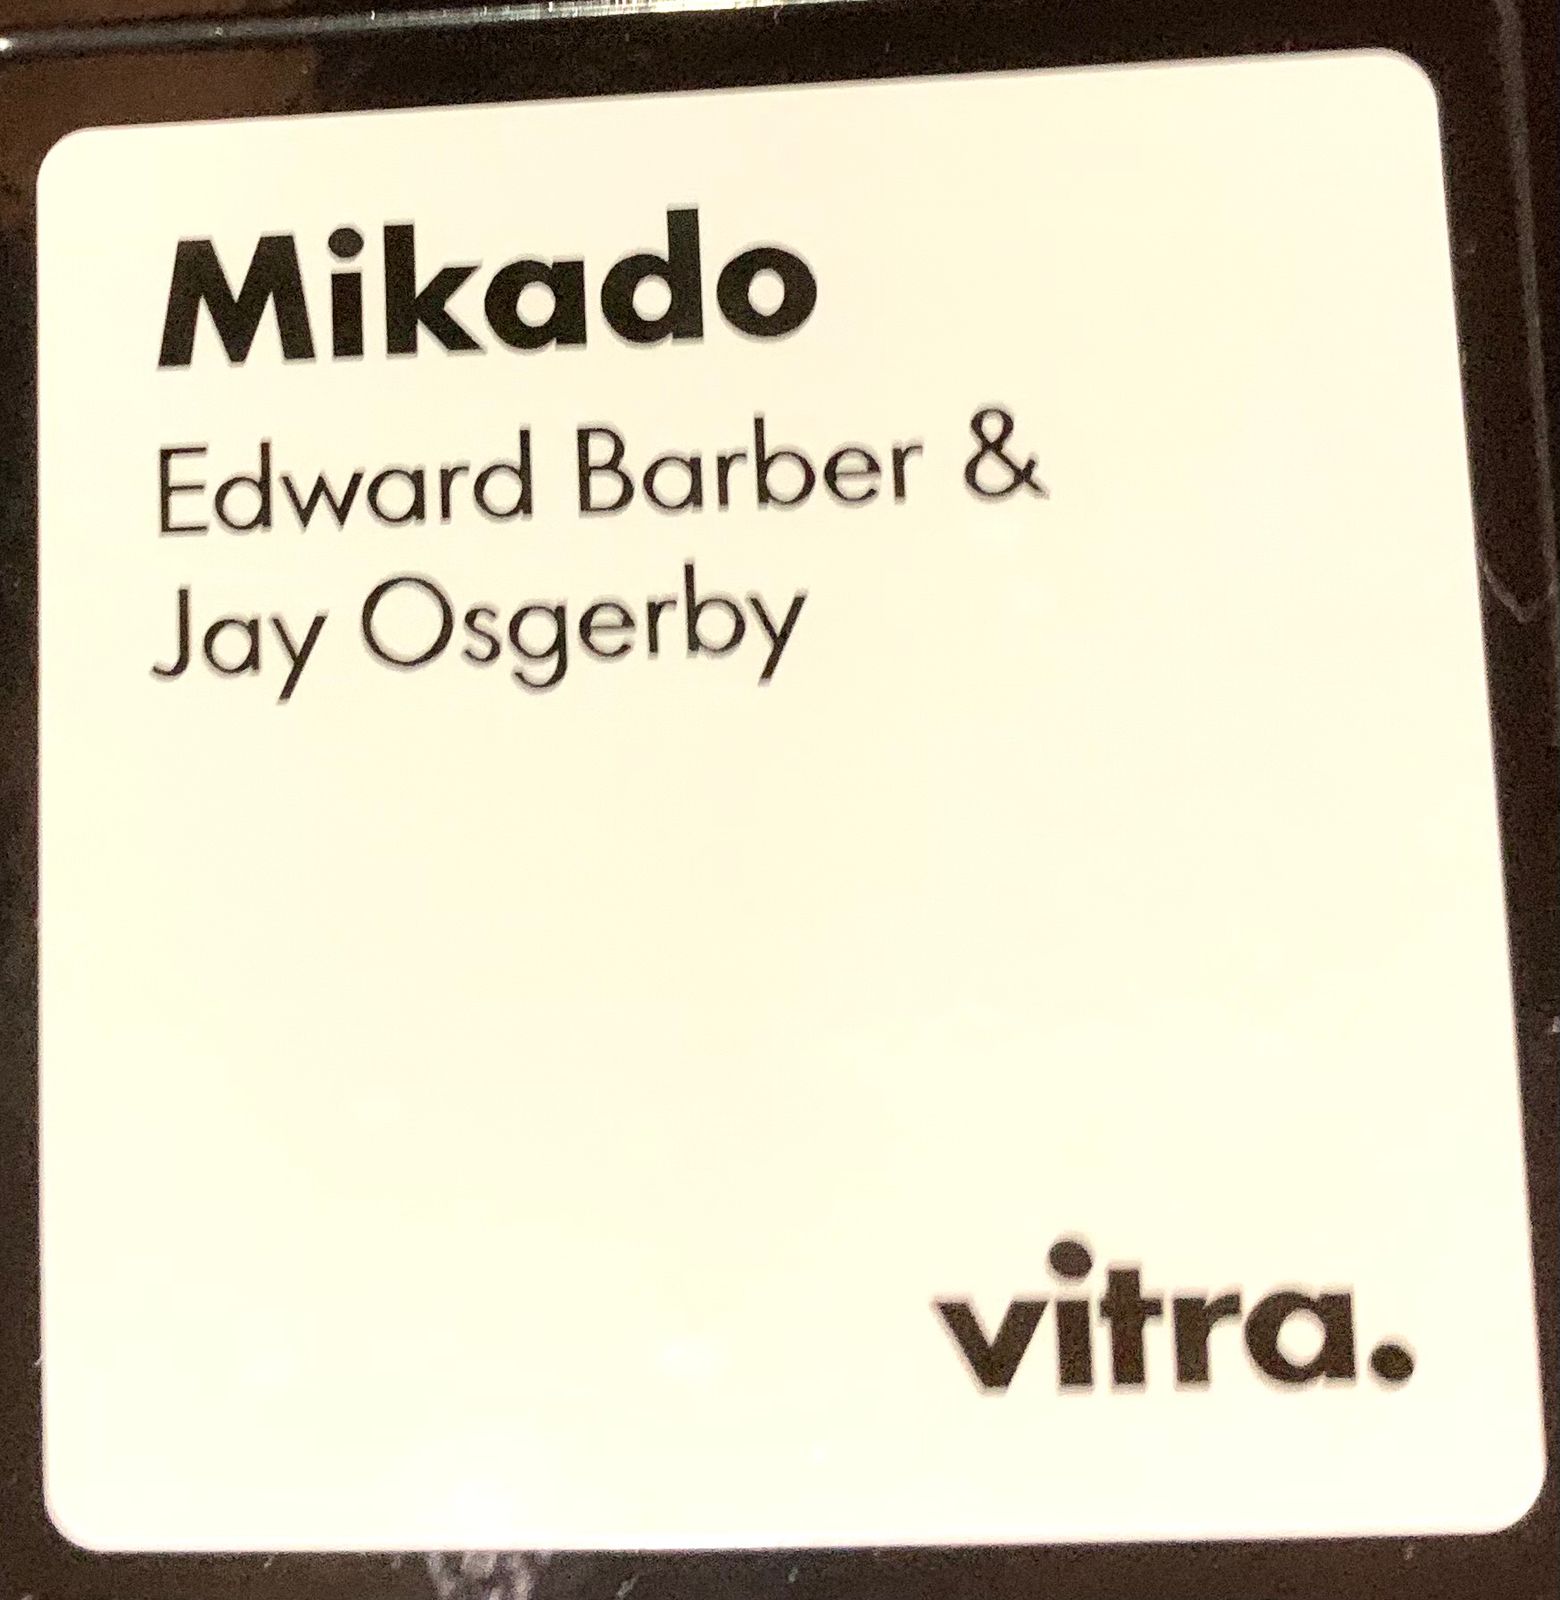 Mikado
Edward Barber &
Jay Osgerby
vitra.